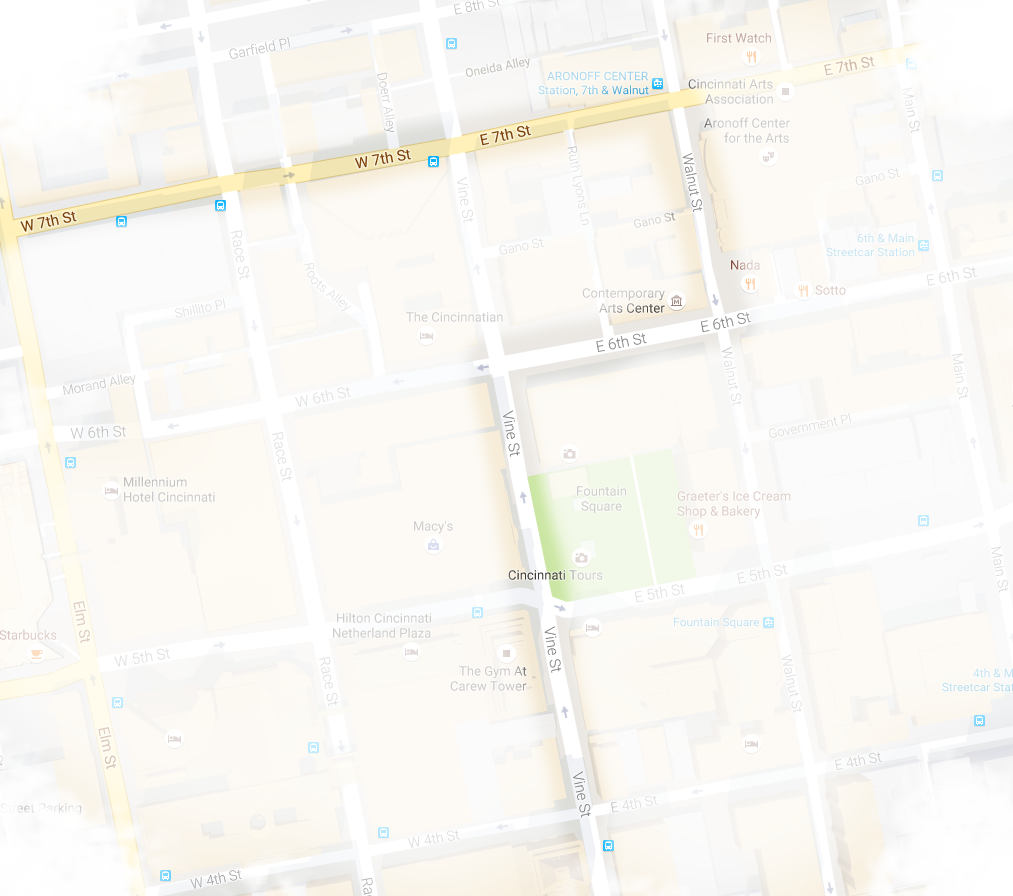 E 8th St
Garfield Pl
First Watch
Oneida Alley
E 7th St
ARONOFF CENTER
Station, 7th & Walnut
Cincinnati Arts
Association
Doerr Alley
Main St
Aronoff Center
for the Arts
E 7th St
W 7th St
Ruth Lyons Ln
Walnut St
Gano St
Vine St
W 7th St
Gano St
Gano St
Race St
6th & Main
Streetcar Station
Nada
Roots Alley
E 6th St
Sotto
Contemporary
Arts Center
Shillito Pl
The Cincinnatian
E 6th St
E 6th St
Morand Alley
Walnut St
Main St
W 6th St
W 6th St
Vine St
Government Pl
Race St
Millennium
Hotel Cincinnati
Fountain
Square
Graeter's Ice Cream
Shop & Bakery
Macy's
Cincinnati Tours
E 5th St
E 5th St
Main St
Elm St
Hilton Cincinnati
Netherland Plaza
Fountain Square
Starbucks
Vine St
W 5th St
The Gym At
Carew Tower
Race St
Walnut St
4th & M
Streetcar Stat
Elm St
E 4th St
Vine St
E 4th St
Street Parking
W 4th St
W 4th St
Ra